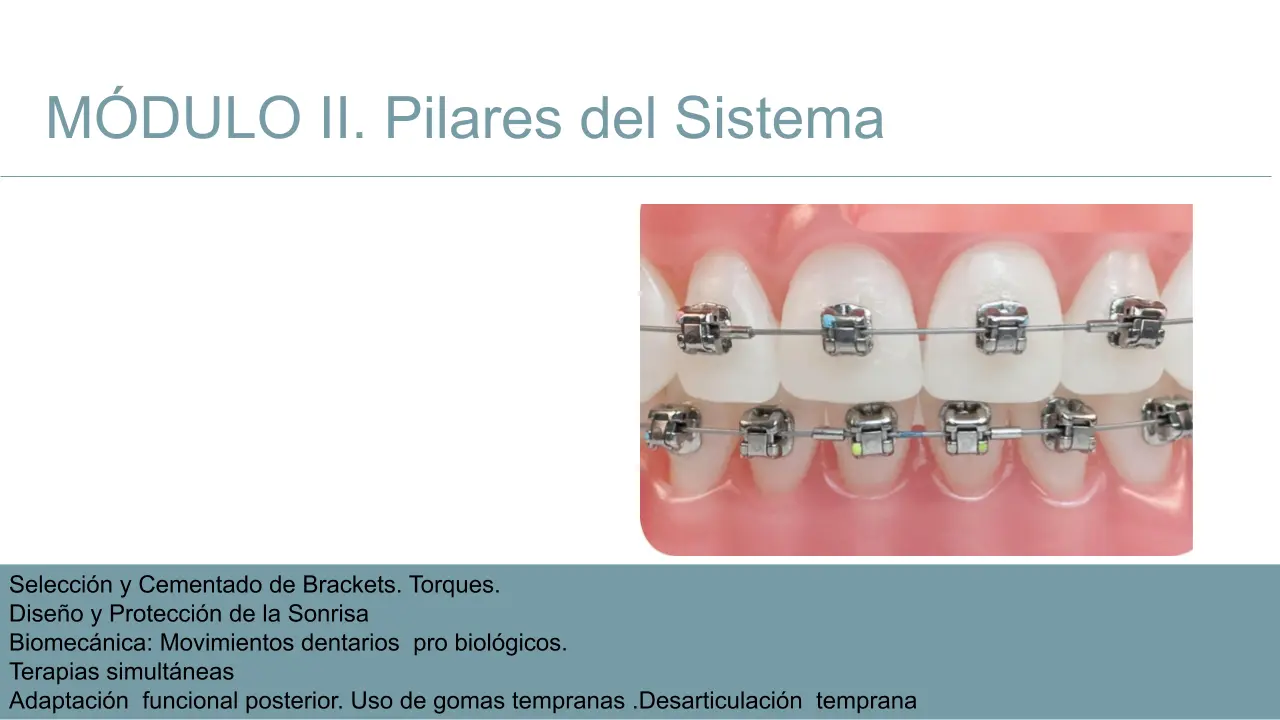 MÓDULO II. Pilares del Sistema
Selección y Cementado de Brackets. Torques.
Diseño y Protección de la Sonrisa
Biomecánica: Movimientos dentarios  pro biológicos.
Terapias simultáneas
Adaptación  funcional posterior. Uso de gomas tempranas .Desarticulación  temprana